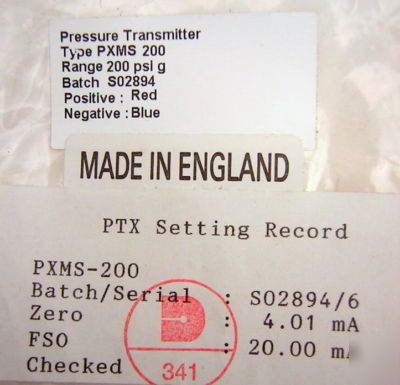 Pressure Transmitter
Type PXMS 200
Range 200 psi g
Batch S02894
Positive : Red
Negative : Blue
MADE IN ENGLAND
PTX Setting Record
PXMS-200
Batch/Serial : S02894/6
Zero : 4.01 mA
FSO : 20.00 mA
Checked
D
341